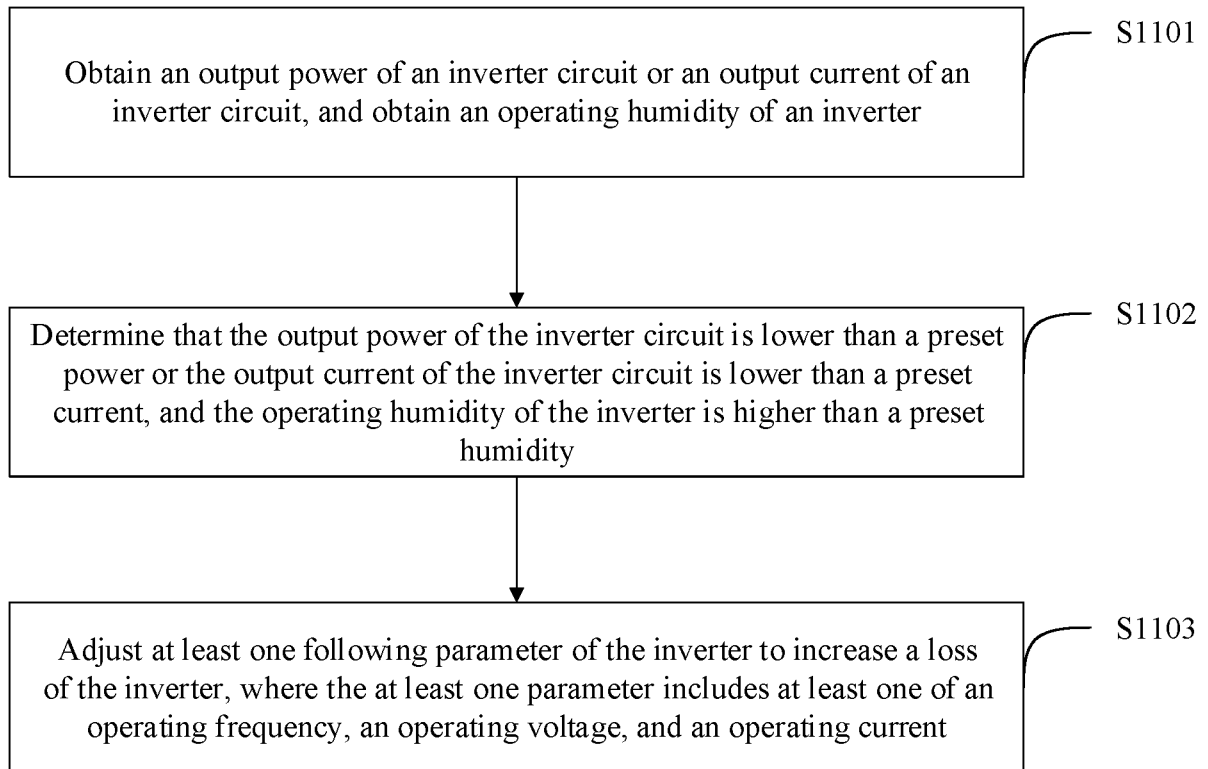 S1101
Obtain an output power of an inverter circuit or an output current of an
inverter circuit, and obtain an operating humidity of an inverter
S1102
Determine that the output power of the inverter circuit is lower than a preset
power or the output current of the inverter circuit is lower than a preset
current, and the operating humidity of the inverter is higher than a preset
humidity
S1103
Adjust at least one following parameter of the inverter to increase a loss
of the inverter, where the at least one parameter includes at least one of an
operating frequency, an operating voltage, and an operating current